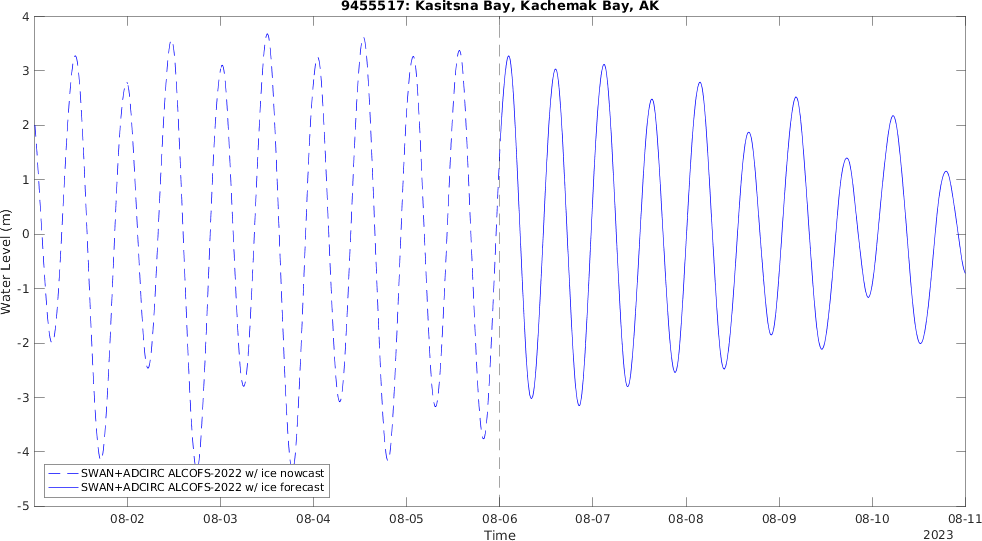 9455517: Kasitsna Bay, Kachemak Bay, AK
4
3
2
1
0
-1
-2
-3
-4
-5
Water Level (m)
SWAN+ADCIRC ALCOFS-2022 w/ ice nowcast
SWAN+ADCIRC ALCOFS-2022 w/ ice forecast
08-02 08-03 08-04 08-05 08-06 08-07 08-08 08-09 08-10 08-11
Time
2023